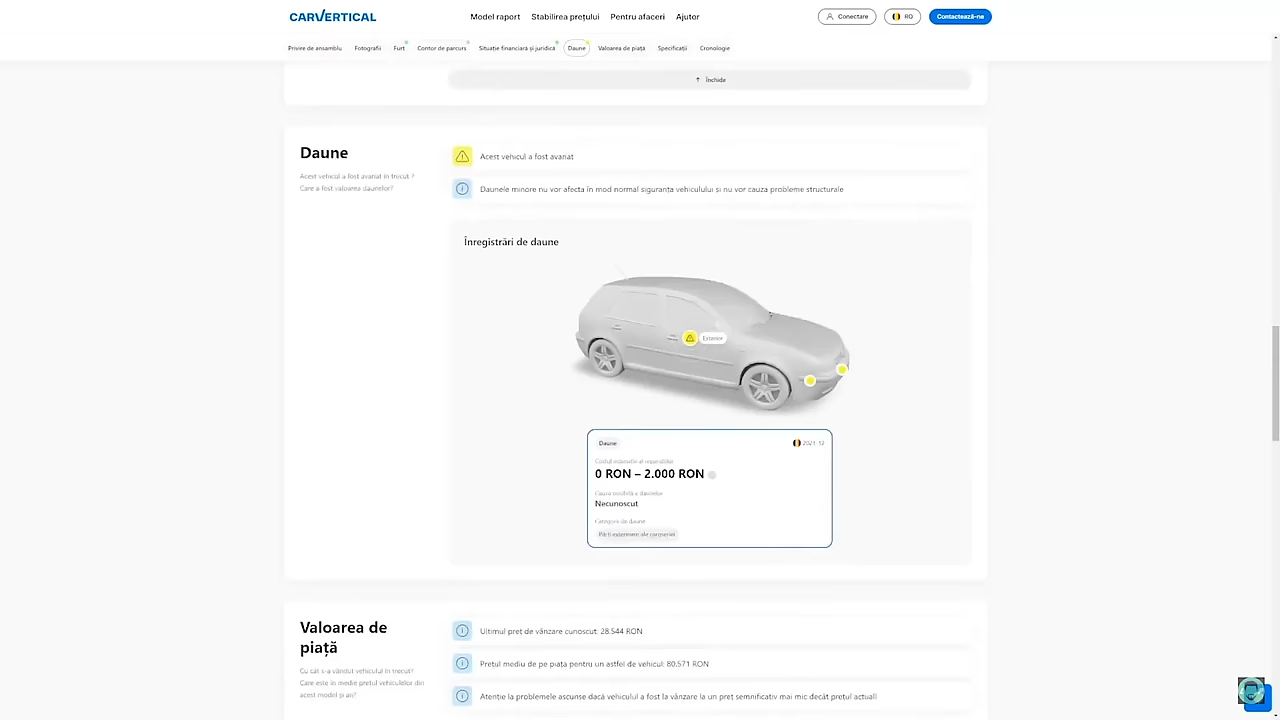 CARVERTICAL
Model raport
Stabilirea prețului
Pentru afaceri
Ajutor
Conectare
RO
Contactează-ne
Privire de ansamblu
Fotografii
Furt
Contor de parcurs
Situație financiară și juridică
Daune
Valoarea de piață
Specificații
Cronologie
↑ Închide
Daune
Acest vehicul a fost avariat în trecut ?
Care a fost valoarea daunelor?
Acest vehicul a fost avariat
Daunele minore nu vor afecta în mod normal siguranța vehiculului și nu vor cauza probleme structurale
Înregistrări de daune
Exterior
Daune
2021. 12
Costul estimativ al reparațiilor
0 RON – 2.000 RON
Cauza posibilă a daunelor
Necunoscut
Categorii de daune
Părți exterioare ale caroseriei
Valoarea de
piață
Cu cât s-a vândut vehiculul în trecut?
Care este în medie prețul vehiculelor din
acest model și an?
Ultimul preț de vânzare cunoscut: 28.544 RON
Prețul mediu de pe piața pentru un astfel de vehicul: 80.571 RON
Atenție la problemele ascunse dacă vehiculul a fost la vânzare la un preț semnificativ mai mic decât prețul actual!